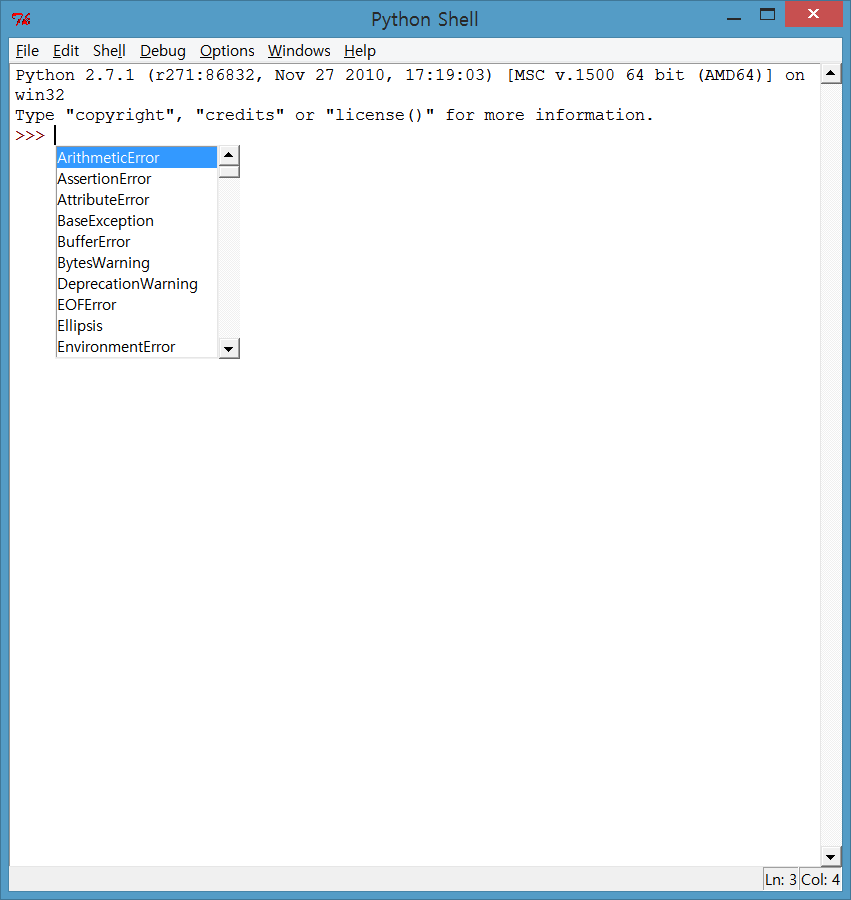 Python Shell
File Edit Shell Debug Options Windows Help
Python 2.7.1 (r271:86832, Nov 27 2010, 17:19:03) [MSC v.1500 64 bit (AMD64)] on
win32
Type "copyright", "credits" or "license()" for more information.
>>>
ArithmeticError
AssertionError
AttributeError
BaseException
BufferError
BytesWarning
DeprecationWarning
EOFError
Ellipsis
EnvironmentError
Ln: 3 Col: 4